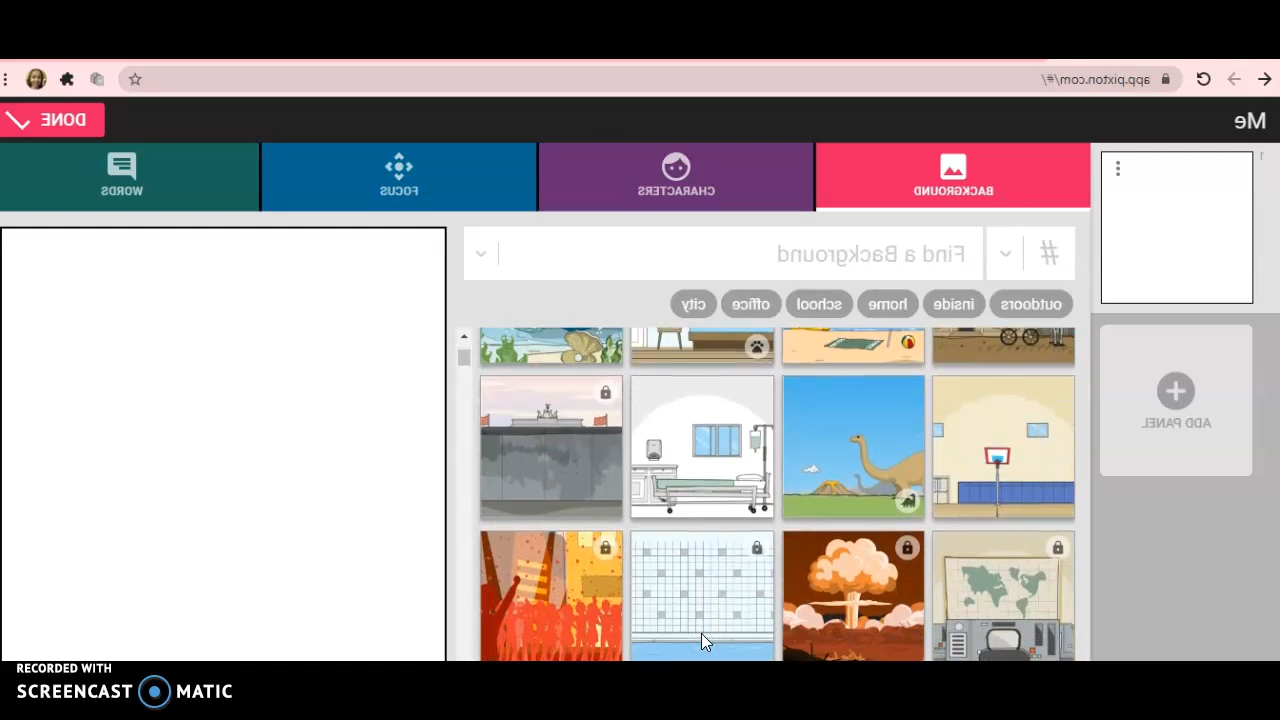 app.pixton.com/#/
Me
DONE
1
BACKGROUND
CHARACTERS
FOCUS
WORDS
#
Find a Background
outdoors inside home school office city
ADD PANEL
RECORDED WITH
SCREENCAST MATIC